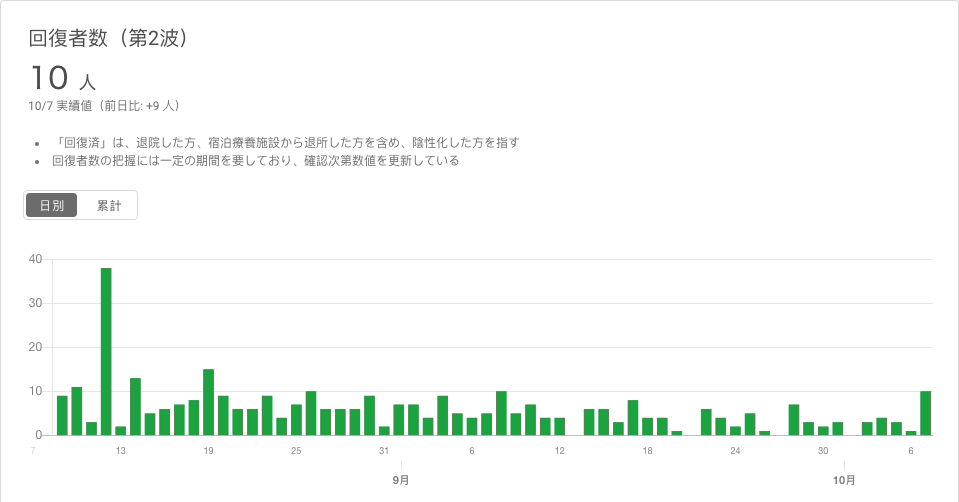 回復者数（第2波）
10 人
10/7 実績値（前日比: +9 人）
「回復済」は、退院した方、宿泊療養施設から退所した方を含め、陰性化した方を指す
回復者数の把握には一定の期間を要しており、確認次第数値を更新している
日別 累計
40
30
20
10
0
7 13 19 25 31 6 12 18 24 30 6
9月 10月